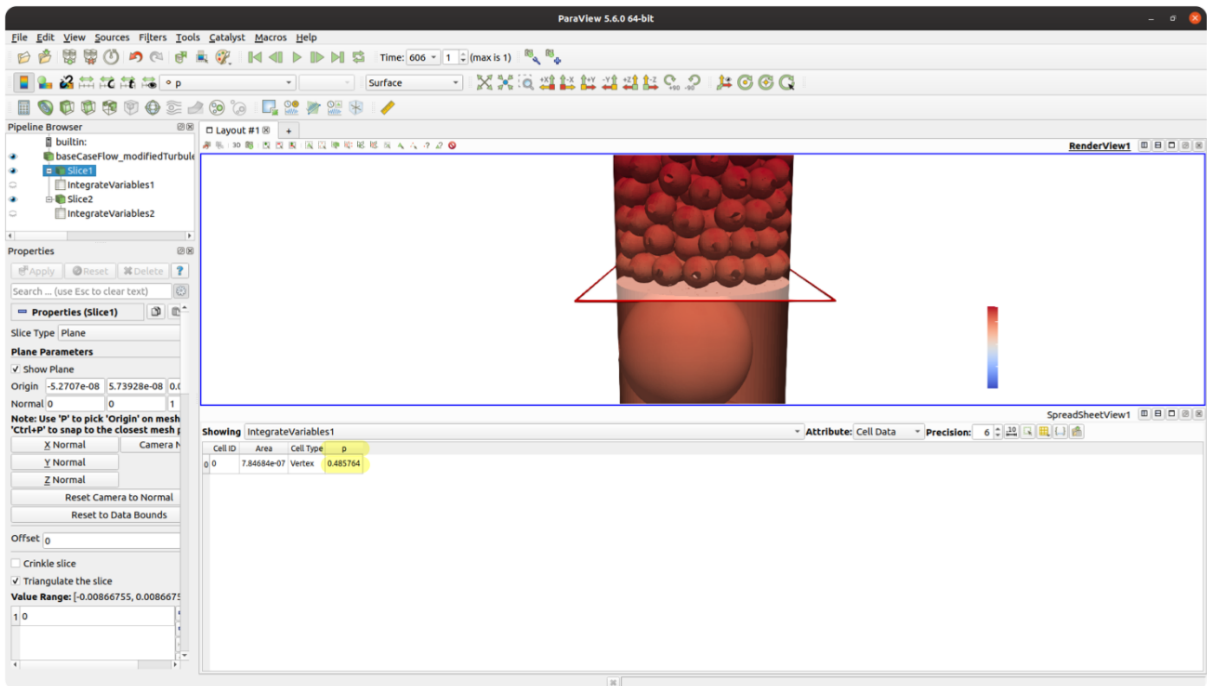 ParaView 5.6.0 64-bit
File Edit View Sources Filters Tools Catalyst Macros Help
Time: 606 1 (max is 1)
p Surface
Pipeline Browser
Layout #1
builtin:
baseCaseFlow_modifiedTurbule
Slice1
IntegrateVariables1
Slice2
IntegrateVariables2
3D
RenderView1
Properties
Apply Reset Delete ?
Search ... (use Esc to clear text)
Properties (Slice1)
Slice Type Plane
Plane Parameters
Show Plane
Origin -5.2707e-08 5.73928e-08 0.0
Normal 0 0 1
Note: Use 'P' to pick 'Origin' on mesh
'Ctrl+P' to snap to the closest mesh p
X Normal Camera N
Y Normal
Z Normal
Reset Camera to Normal
Reset to Data Bounds
Offset 0
Crinkle slice
Triangulate the slice
Value Range: [-0.00866755, 0.0086675
1 0
SpreadSheetView1
Showing IntegrateVariables1 Attribute: Cell Data Precision: 6
Cell ID Area Cell Type p
0 0 7.84684e-07 Vertex 0.485764